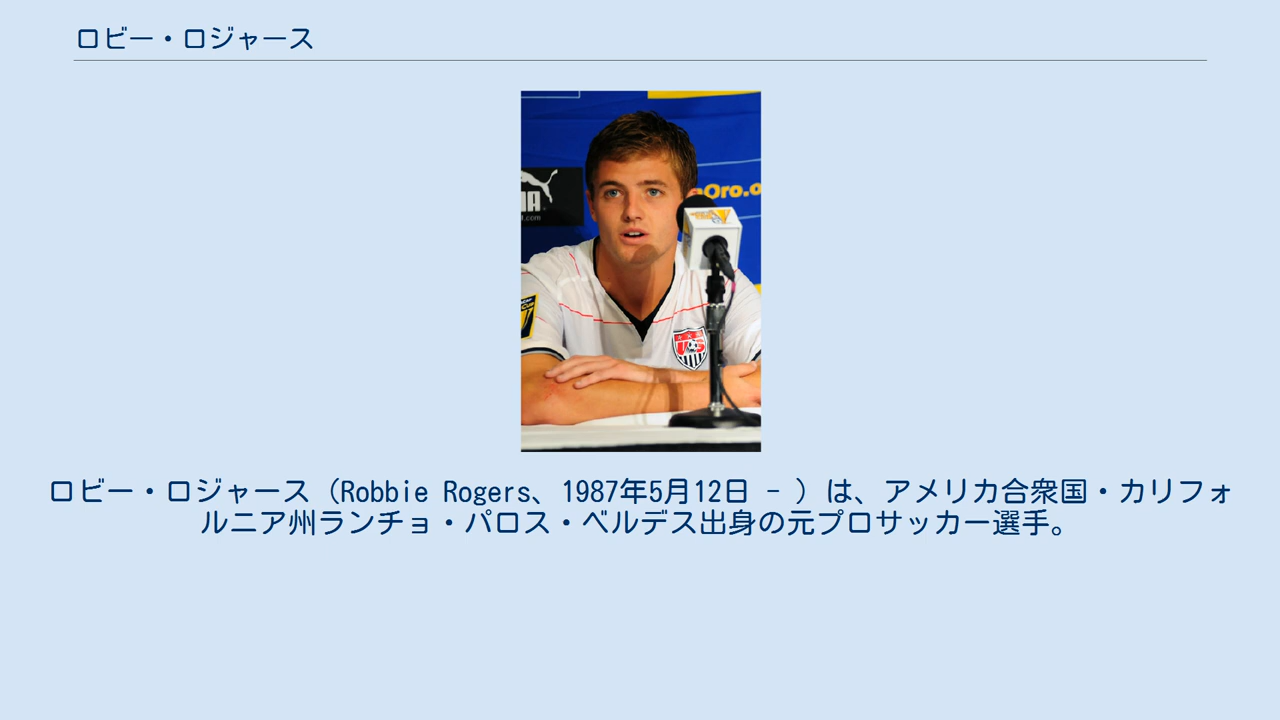 ロビー・ロジャース
eOro.o
ロビー・ロジャース（Robbie Rogers、1987年5月12日 - ）は、アメリカ合衆国・カリフォ
ルニア州ランチョ・パロス・ベルデス出身の元プロサッカー選手。